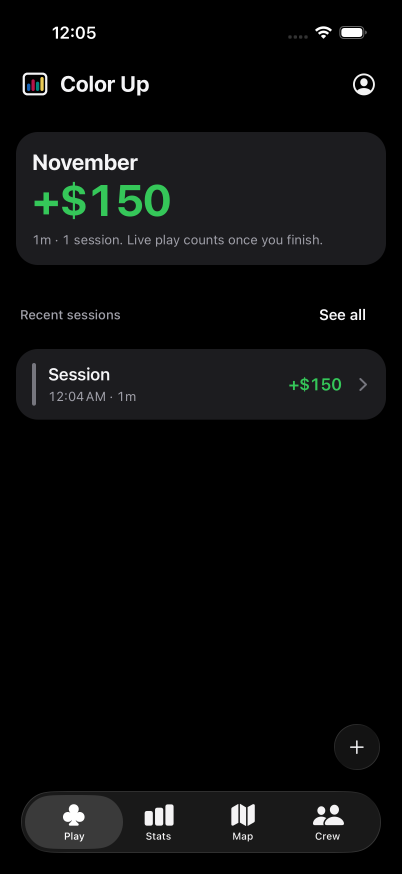 12:05
Color Up
November
+$150
1m · 1 session. Live play counts once you finish.
Recent sessions
See all
Session
+$150
12:04 AM · 1m
Play
Stats
Map
Crew